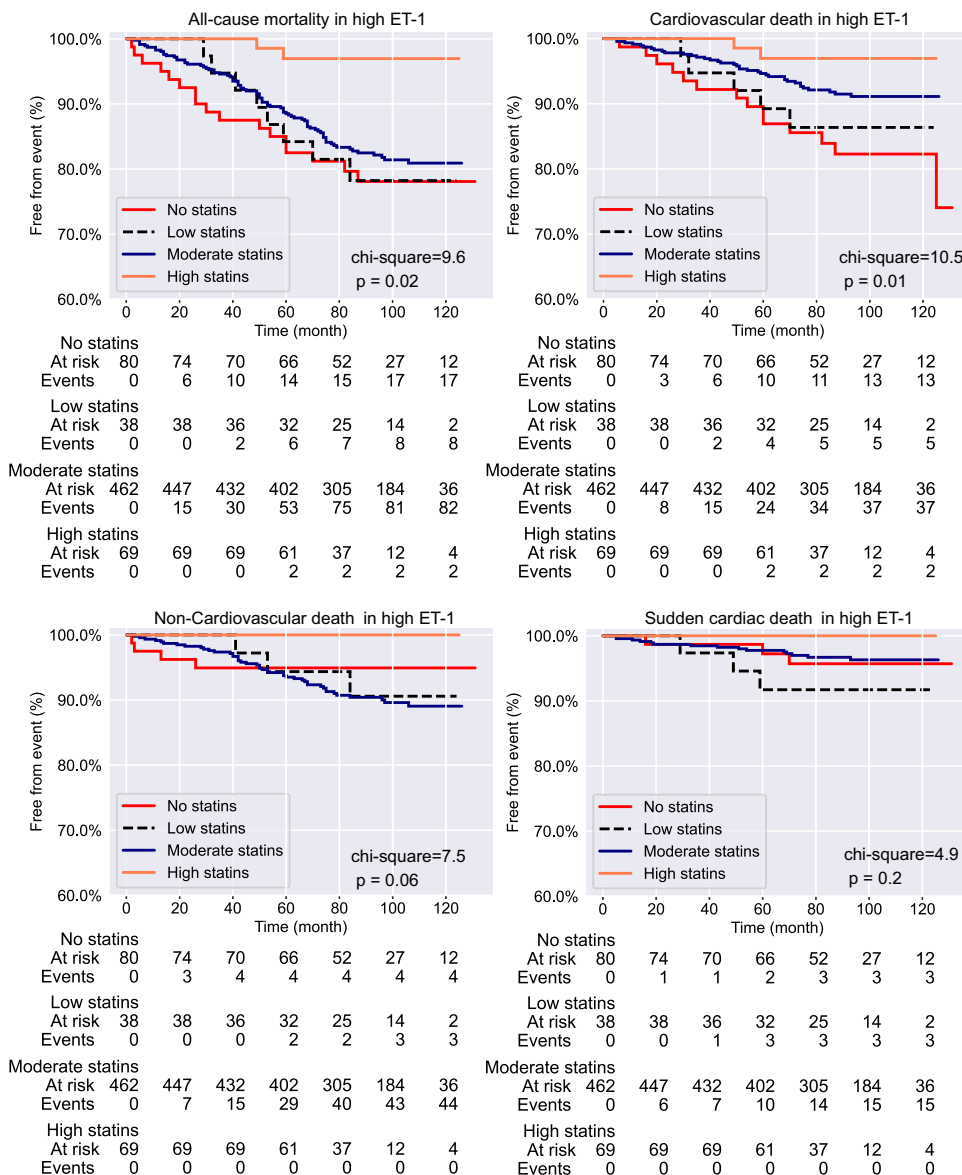 All-cause mortality in high ET-1
100.0%
90.0%
80.0%
70.0%
60.0%
Free from event (%)
No statins
Low statins
Moderate statins
High statins
chi-square=9.6
p = 0.02
0 20 40 60 80 100 120
Time (month)
No statins
At risk 80 74 70 66 52 27 12
Events 0 6 10 14 15 17 17
Low statins
At risk 38 38 36 32 25 14 2
Events 0 0 2 6 7 8 8
Moderate statins
At risk 462 447 432 402 305 184 36
Events 0 15 30 53 75 81 82
High statins
At risk 69 69 69 61 37 12 4
Events 0 0 0 2 2 2 2
Cardiovascular death in high ET-1
100.0%
90.0%
80.0%
70.0%
60.0%
Free from event (%)
No statins
Low statins
Moderate statins
High statins
chi-square=10.5
p = 0.01
0 20 40 60 80 100 120
Time (month)
No statins
At risk 80 74 70 66 52 27 12
Events 0 3 6 10 11 13 13
Low statins
At risk 38 38 36 32 25 14 2
Events 0 0 2 4 5 5 5
Moderate statins
At risk 462 447 432 402 305 184 36
Events 0 8 15 24 34 37 37
High statins
At risk 69 69 69 61 37 12 4
Events 0 0 0 2 2 2 2
Non-Cardiovascular death in high ET-1
100.0%
90.0%
80.0%
70.0%
60.0%
Free from event (%)
No statins
Low statins
Moderate statins
High statins
chi-square=7.5
p = 0.06
0 20 40 60 80 100 120
Time (month)
No statins
At risk 80 74 70 66 52 27 12
Events 0 3 4 4 4 4 4
Low statins
At risk 38 38 36 32 25 14 2
Events 0 0 0 2 2 3 3
Moderate statins
At risk 462 447 432 402 305 184 36
Events 0 7 15 29 40 43 44
High statins
At risk 69 69 69 61 37 12 4
Events 0 0 0 0 0 0 0
Sudden cardiac death in high ET-1
100.0%
90.0%
80.0%
70.0%
60.0%
Free from event (%)
No statins
Low statins
Moderate statins
High statins
chi-square=4.9
p = 0.2
0 20 40 60 80 100 120
Time (month)
No statins
At risk 80 74 70 66 52 27 12
Events 0 1 1 2 3 3 3
Low statins
At risk 38 38 36 32 25 14 2
Events 0 0 1 3 3 3 3
Moderate statins
At risk 462 447 432 402 305 184 36
Events 0 6 7 10 14 15 15
High statins
At risk 69 69 69 61 37 12 4
Events 0 0 0 0 0 0 0